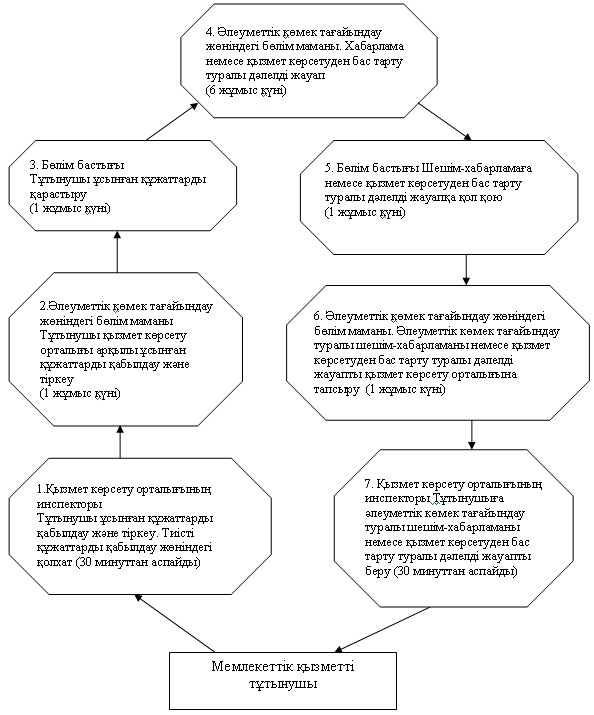 4. Әлеуметтік көмек тағайындау
жөніндегі бөлім маманы. Хабарлама
немесе қызмет көрсетуден бас тарту
туралы дәлелді жауап
(6 жұмыс күні)
3. Бөлім бастығы
Тұтынушы ұсынған құжаттарды
қарастыру
(1 жұмыс күні)
5. Бөлім бастығы Шешім-хабарламаға
немесе қызмет көрсетуден бас тарту
туралы дәлелді жауапқа қол қою
(1 жұмыс күні)
2.Әлеуметтік көмек тағайындау
жөніндегі бөлім маманы
Тұтынушы қызмет көрсету
орталығы арқылы ұсынған
құжаттарды қабылдау және
тіркеу
(1 жұмыс күні)
6. Әлеуметтік көмек тағайындау жөніндегі
бөлім маманы. Әлеуметтік көмек тағайындау
туралы шешім-хабарламаны немесе қызмет
көрсетуден бас тарту туралы дәлелді
жауапты қызмет көрсету орталығына
тапсыру (1 жұмыс күні)
1.Қызмет көрсету орталығының
инспекторы
Тұтынушы ұсынған құжаттарды
қабылдау және тіркеу. Тиісті
құжаттарды қабылдау жөніндегі
қолхат (30 минуттан аспайды)
7. Қызмет көрсету орталығының
инспекторы Тұтынушыға
әлеуметтік көмек тағайындау
туралы шешім-хабарламаны
немесе қызмет көрсетуден бас
тарту туралы дәлелді жауапты
беру (30 минуттан аспайды)
Мемлекеттік қызметті
тұтынушы